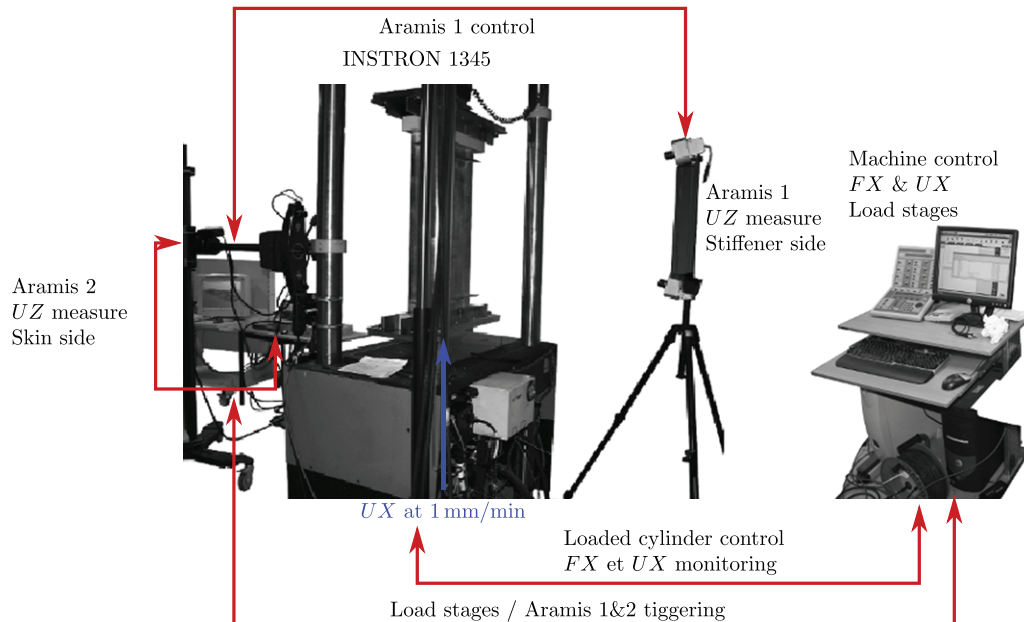 Aramis 1 control
INSTRON 1345
Machine control
FX & UX
Load stages
Aramis 1
UZ measure
Stiffener side
Aramis 2
UZ measure
Skin side
UX at 1 mm/min
Loaded cylinder control
FX et UX monitoring
Load stages / Aramis 1&2 tiggering